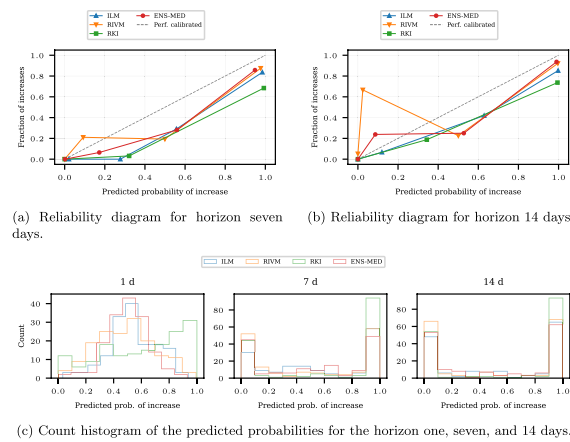 ILM ENS-MED
RIVM Perf. calibrated
RKI
ILM ENS-MED
RIVM Perf. calibrated
RKI
Fraction of increases
1.0
0.8
0.6
0.4
0.2
0.0
0.0 0.2 0.4 0.6 0.8 1.0
Predicted probability of increase
Fraction of increases
1.0
0.8
0.6
0.4
0.2
0.0
0.0 0.2 0.4 0.6 0.8 1.0
Predicted probability of increase
(a) Reliability diagram for horizon seven
days.
(b) Reliability diagram for horizon 14 days
ILM RIVM RKI ENS-MED
1 d 7 d 14 d
Count
40
30
20
10
0
0.0 0.2 0.4 0.6 0.8 1.0
Predicted prob. of increase
80
60
40
20
0
0.0 0.2 0.4 0.6 0.8 1.0
Predicted prob. of increase
80
60
40
20
0
0.0 0.2 0.4 0.6 0.8 1.0
Predicted prob. of increase
(c) Count histogram of the predicted probabilities for the horizon one, seven, and 14 days.